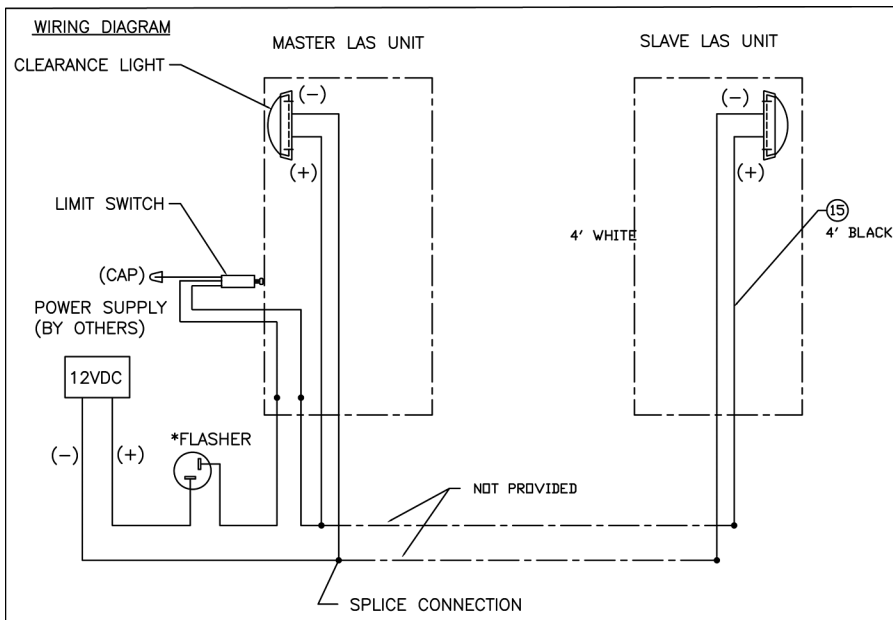 WIRING DIAGRAM
MASTER LAS UNIT
SLAVE LAS UNIT
CLEARANCE LIGHT
(-)
(+)
(-)
(+)
LIMIT SWITCH
(CAP)
15
4' WHITE
4' BLACK
POWER SUPPLY
(BY OTHERS)
12VDC
*FLASHER
(-)
(+)
NOT PROVIDED
SPLICE CONNECTION